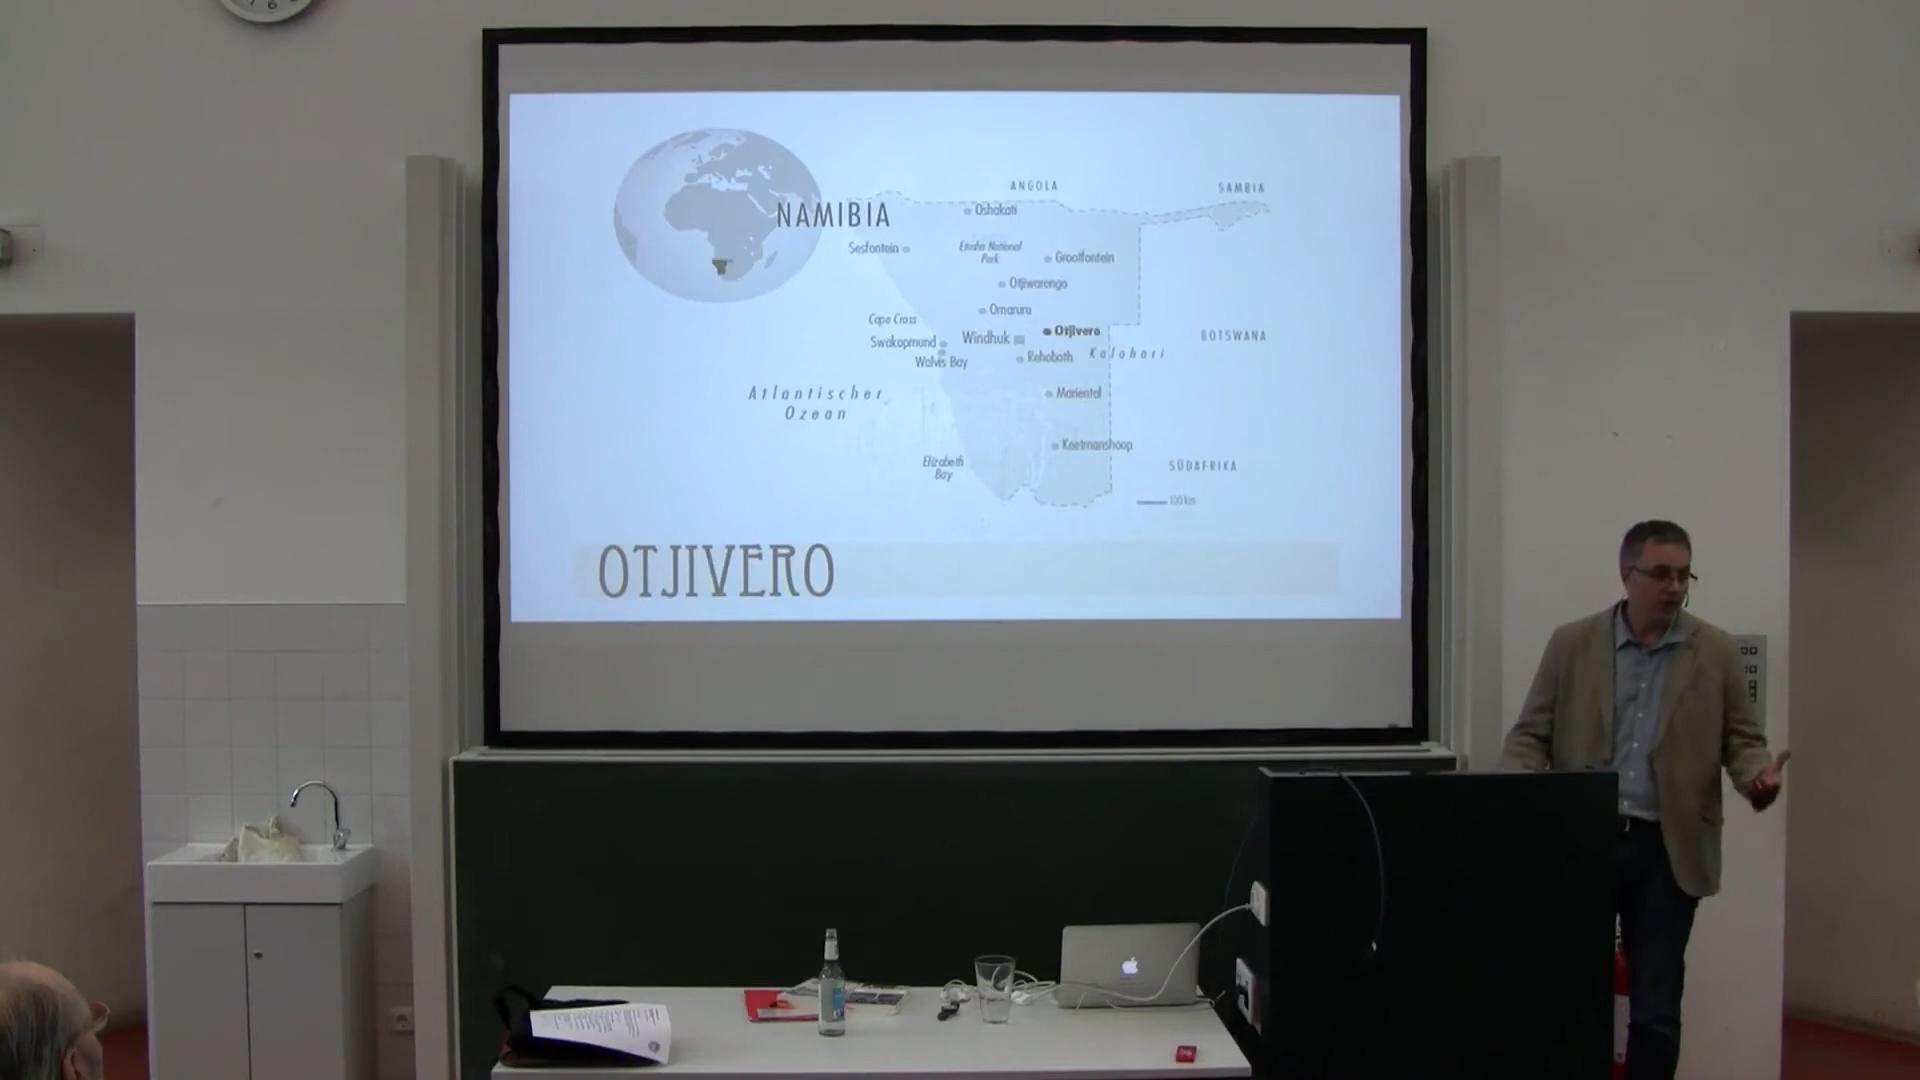 ANGOLA
SAMBIA
NAMIBIA
Oshakati
Sesfontein
Etosha National
Park
Grootfontein
Otjiwarongo
Omaruru
Cape Cross
Otjivero
Swakopmund
Windhuk
BOTSWANA
Walvis Bay
Rehoboth
Kalahari
Atlantischer
Ozean
Mariental
Keetmanshoop
Elizabeth
Bay
SÜDAFRIKA
100 km
OTJIVERO